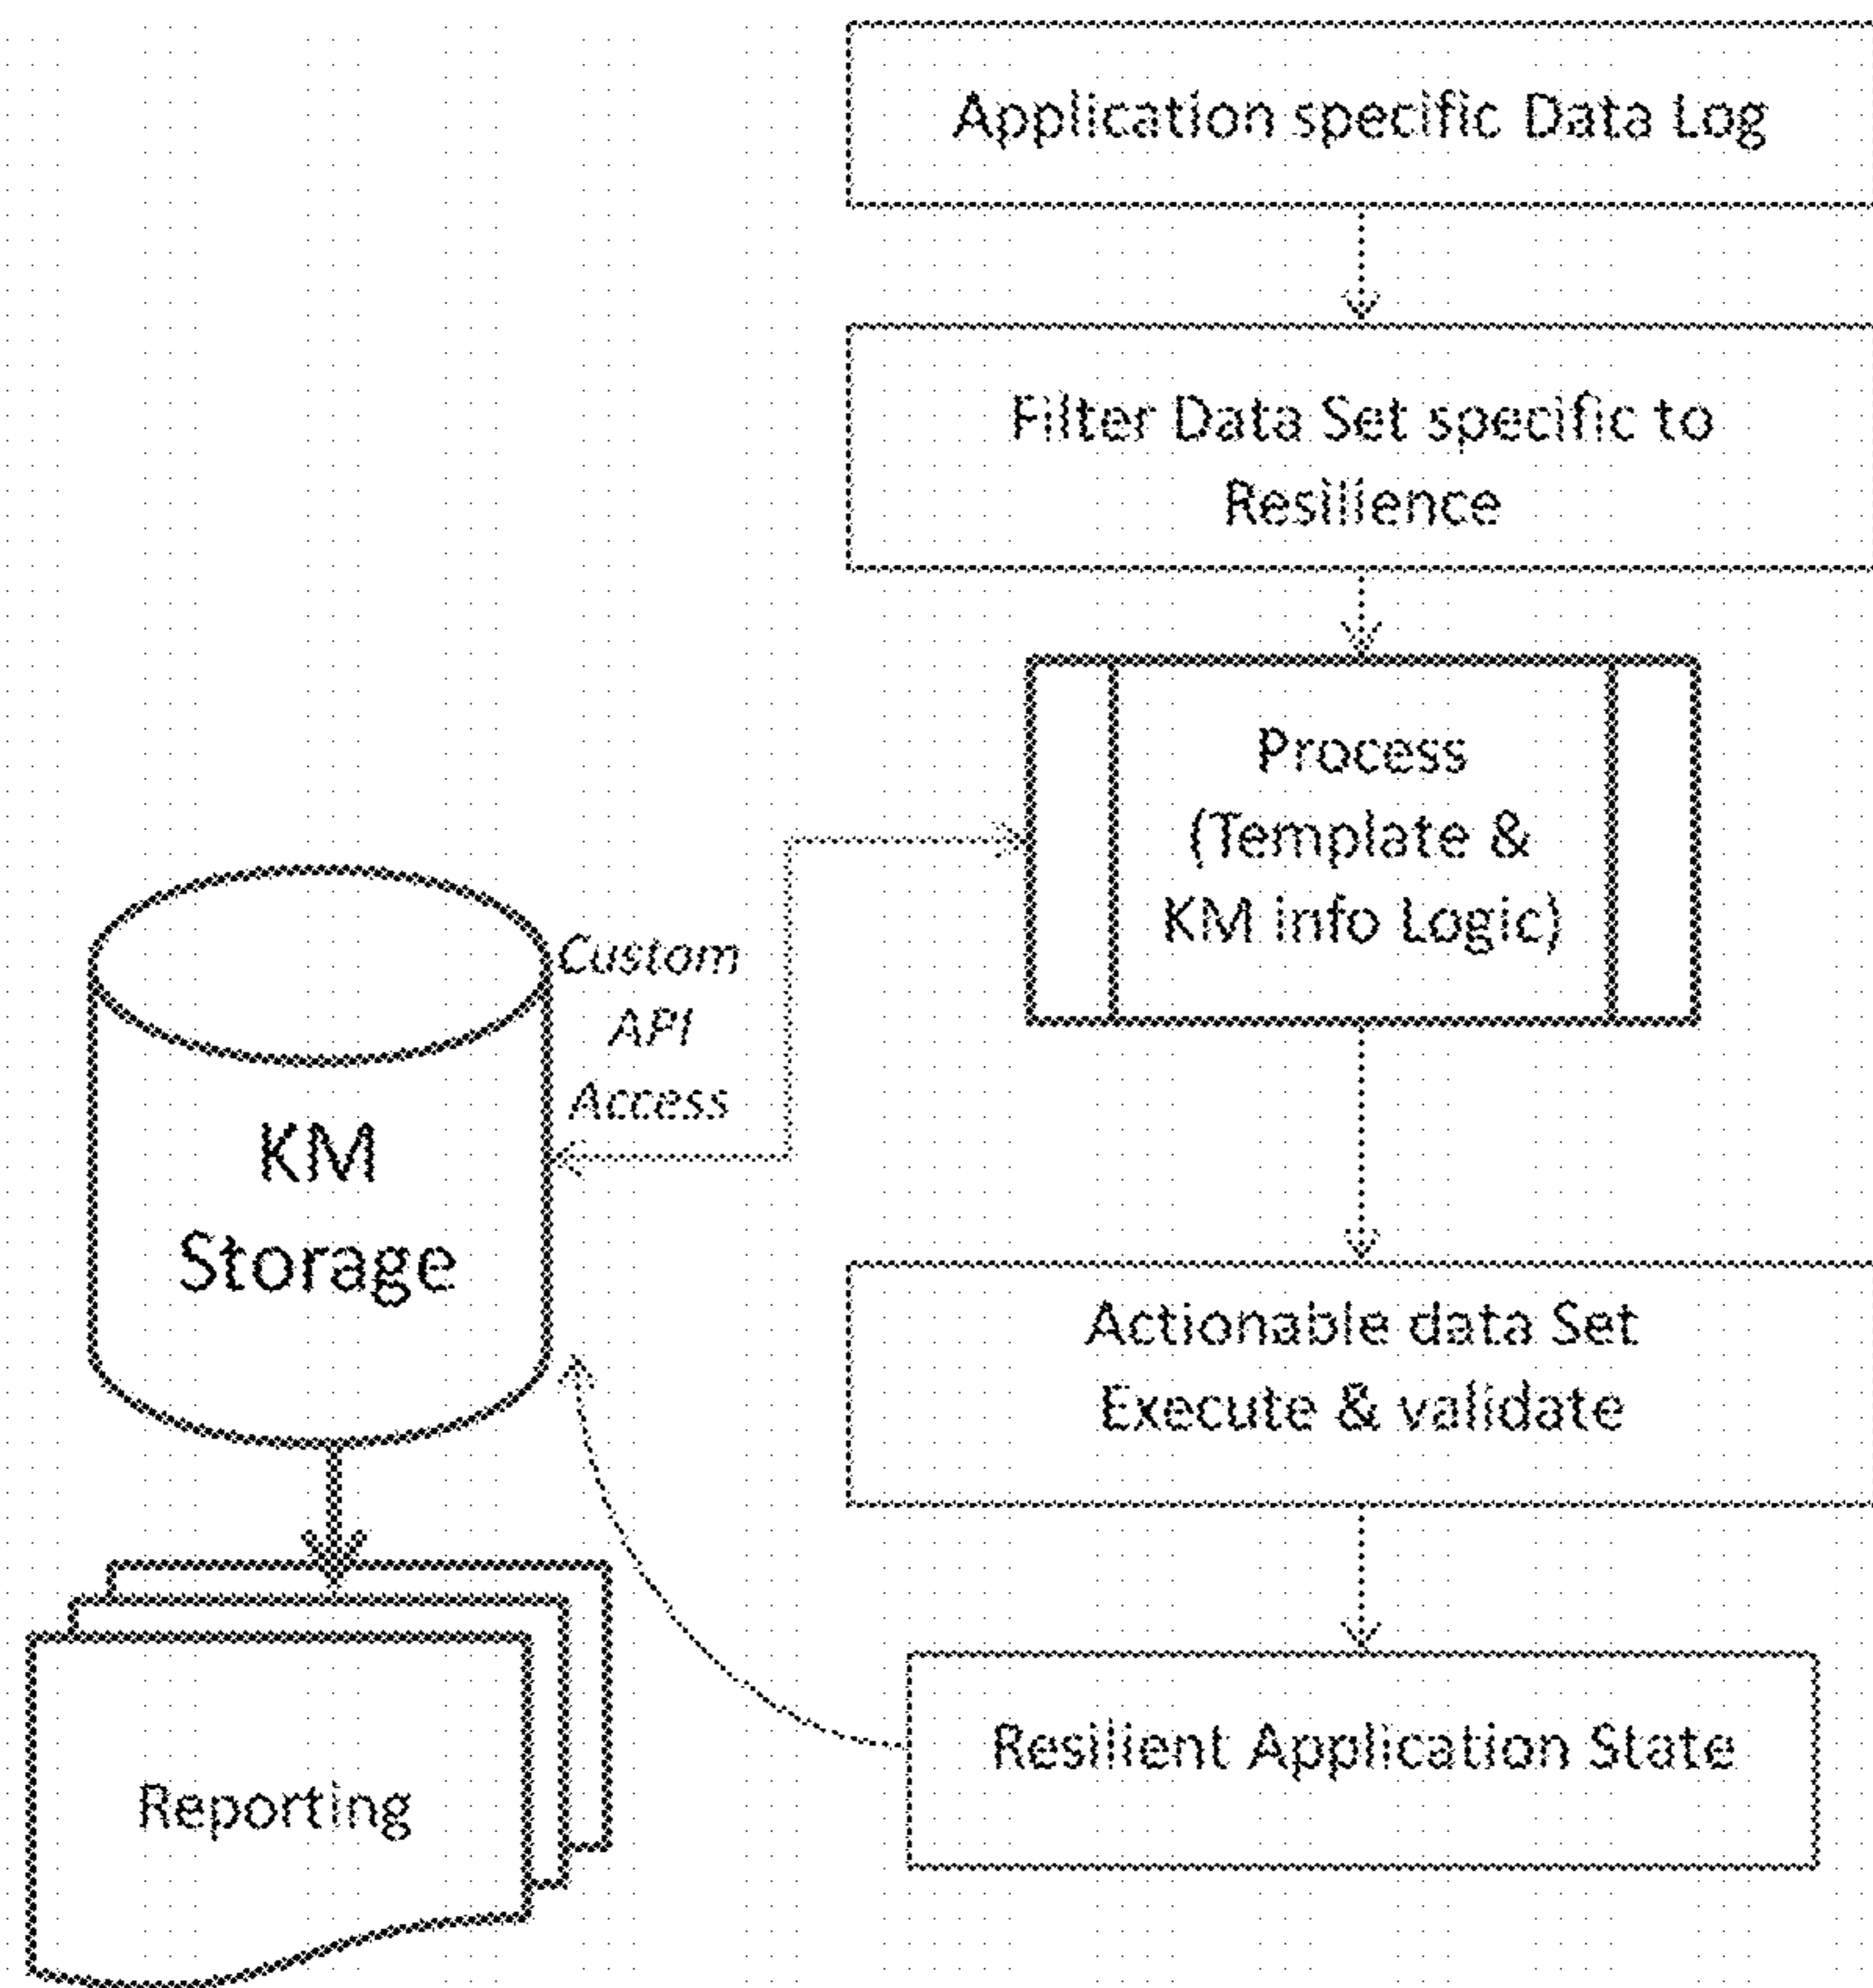 Application specific Data Log
Filter Data Set specific to
Resilience
Process
(Template &
KM info Logic)
Custom
API
Access
KM
Storage
Actionable data Set
Execute & validate
Resilient Application State
Reporting